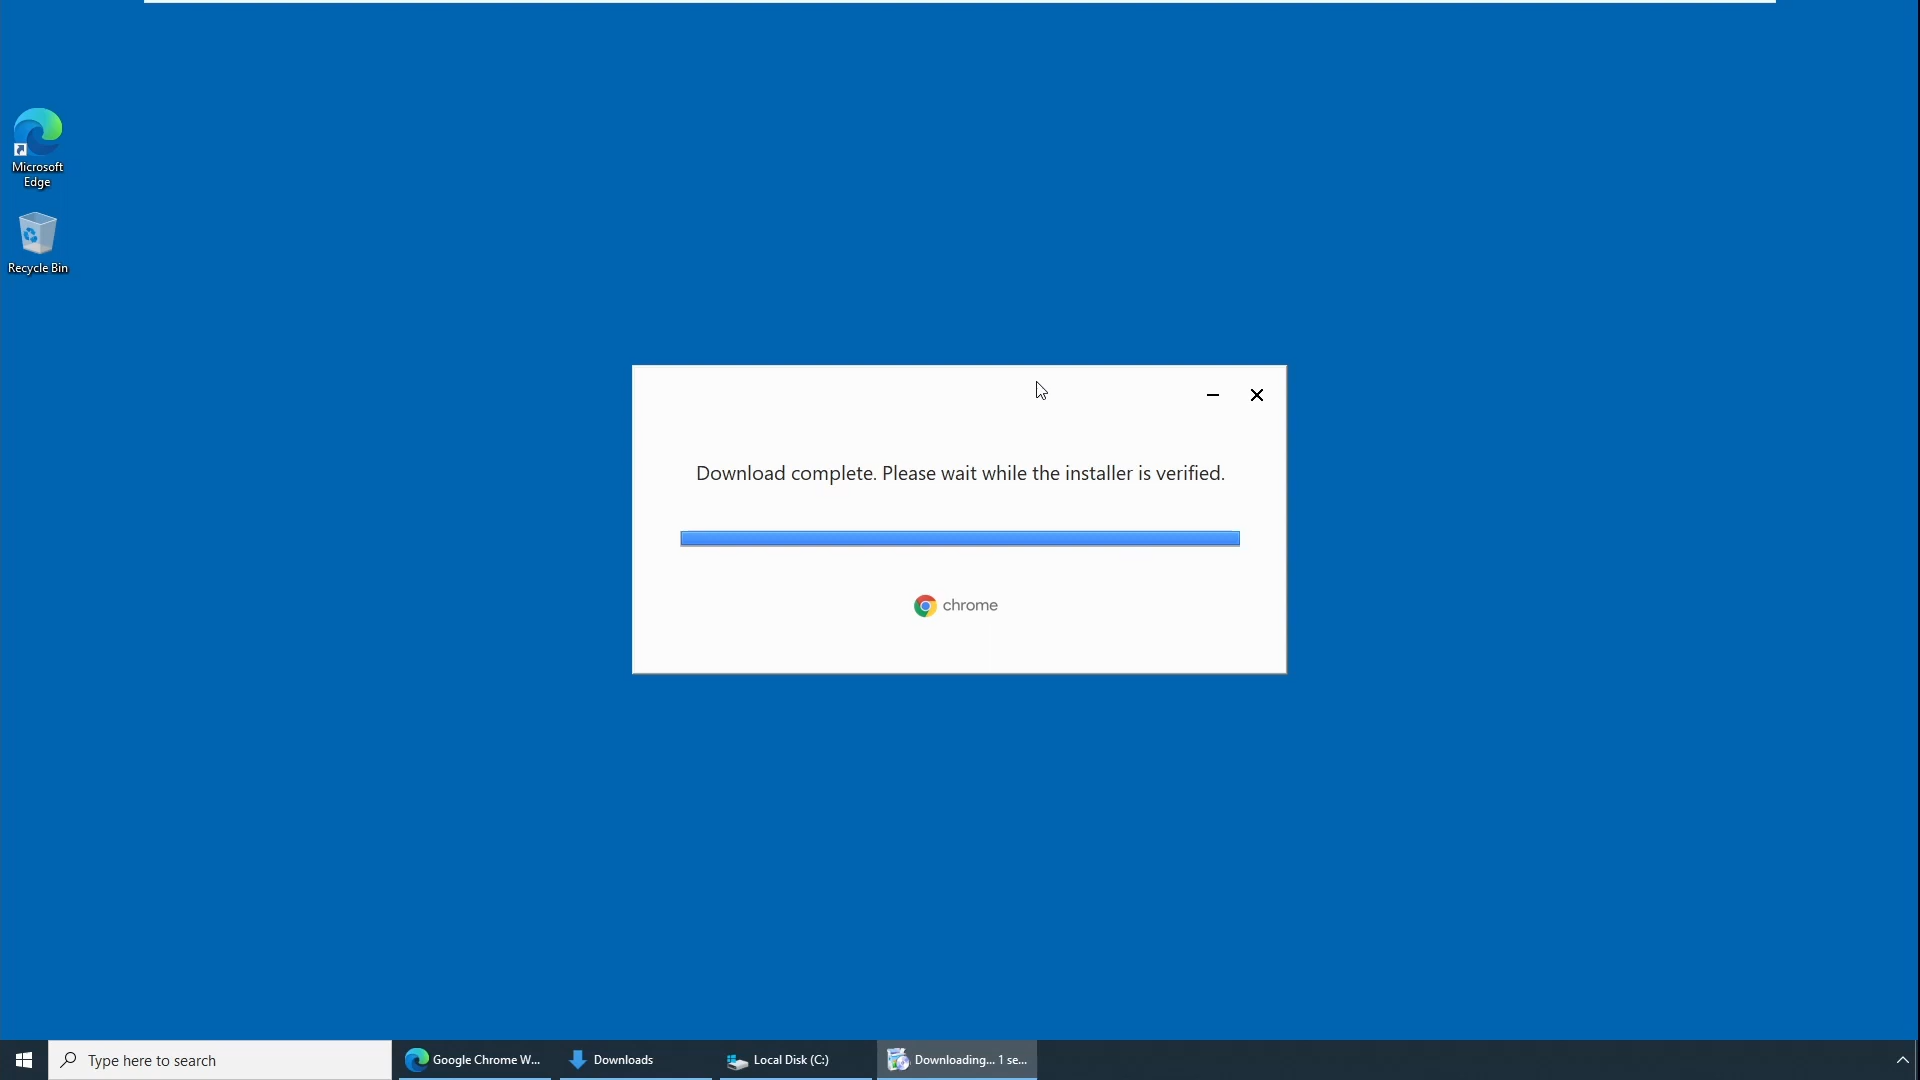 Microsoft
Edge
Recycle Bin
Download complete. Please wait while the installer is verified.
chrome
Type here to search
Google Chrome W...
Downloads
Local Disk (C:)
Downloading... 1 se...